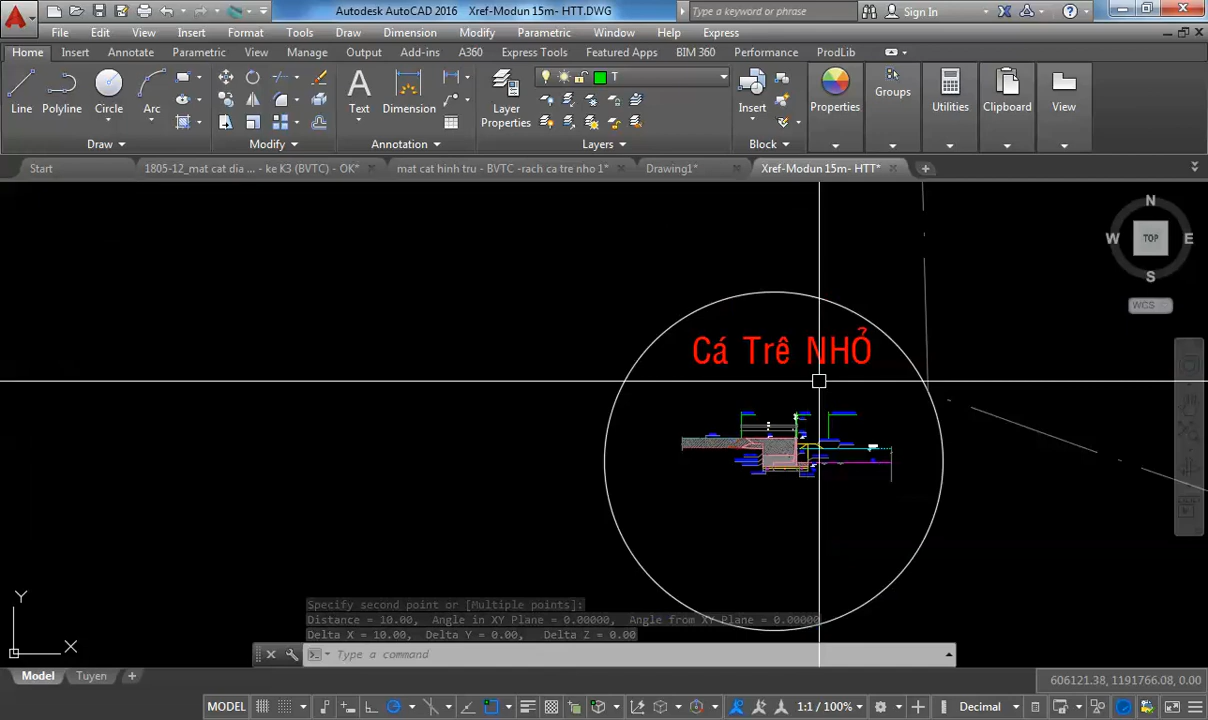 Autodesk AutoCAD 2016 Xref-Modun 15m- HTT.DWG
Type a keyword or phrase
Sign In
File Edit View Insert Format Tools Draw Dimension Modify Parametric Window Help Express
Home Insert Annotate Parametric View Manage Output Add-ins A360 Express Tools Featured Apps BIM 360 Performance ProdLib
T
Line Polyline Circle Arc Text Dimension Layer Properties Insert Properties Groups Utilities Clipboard View
Draw Modify Annotation Layers Block
Start 1805-12_mat cat dia ... - ke K3 (BVTC) - OK* mat cat hinh tru - BVTC -rach ca tre nho 1* Drawing1* Xref-Modun 15m- HTT*
N
W TOP E
S
WCS
Cá Trê NHỎ
Y
X
Specify second point or [Multiple points]:
Distance = 10.00, Angle in XY Plane = 0.00000, Angle from XY Plane = 0.00000
Delta X = 10.00, Delta Y = 0.00, Delta Z = 0.00
Type a command
Model Tuyen
606121.38, 1191766.08, 0.00
MODEL 1:1 / 100% Decimal